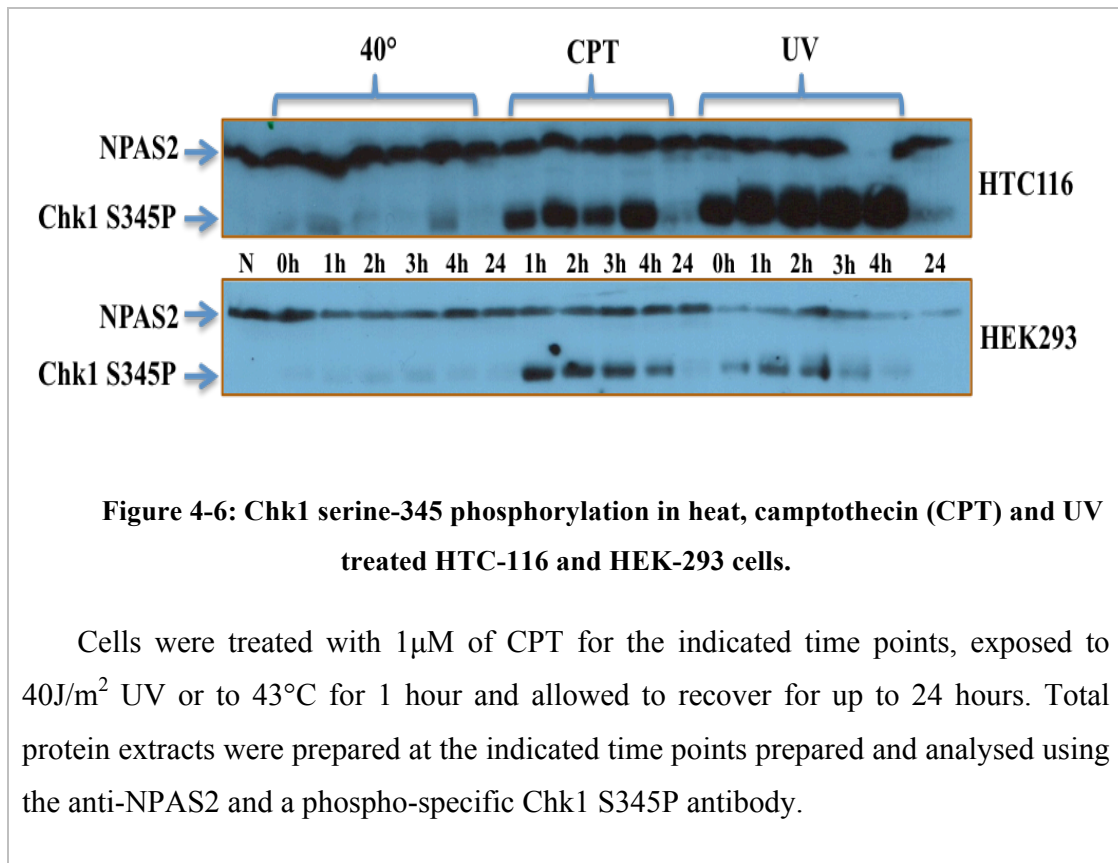 40° CPT UV
NPAS2
HTC116
Chk1 S345P
N 0h 1h 2h 3h 4h 24 1h 2h 3h 4h 24 0h 1h 2h 3h 4h 24
NPAS2
HEK293
Chk1 S345P
Figure 4-6: Chk1 serine-345 phosphorylation in heat, camptothecin (CPT) and UV
treated HTC-116 and HEK-293 cells.
Cells were treated with 1μM of CPT for the indicated time points, exposed to
40J/m² UV or to 43°C for 1 hour and allowed to recover for up to 24 hours. Total
protein extracts were prepared at the indicated time points prepared and analysed using
the anti-NPAS2 and a phospho-specific Chk1 S345P antibody.